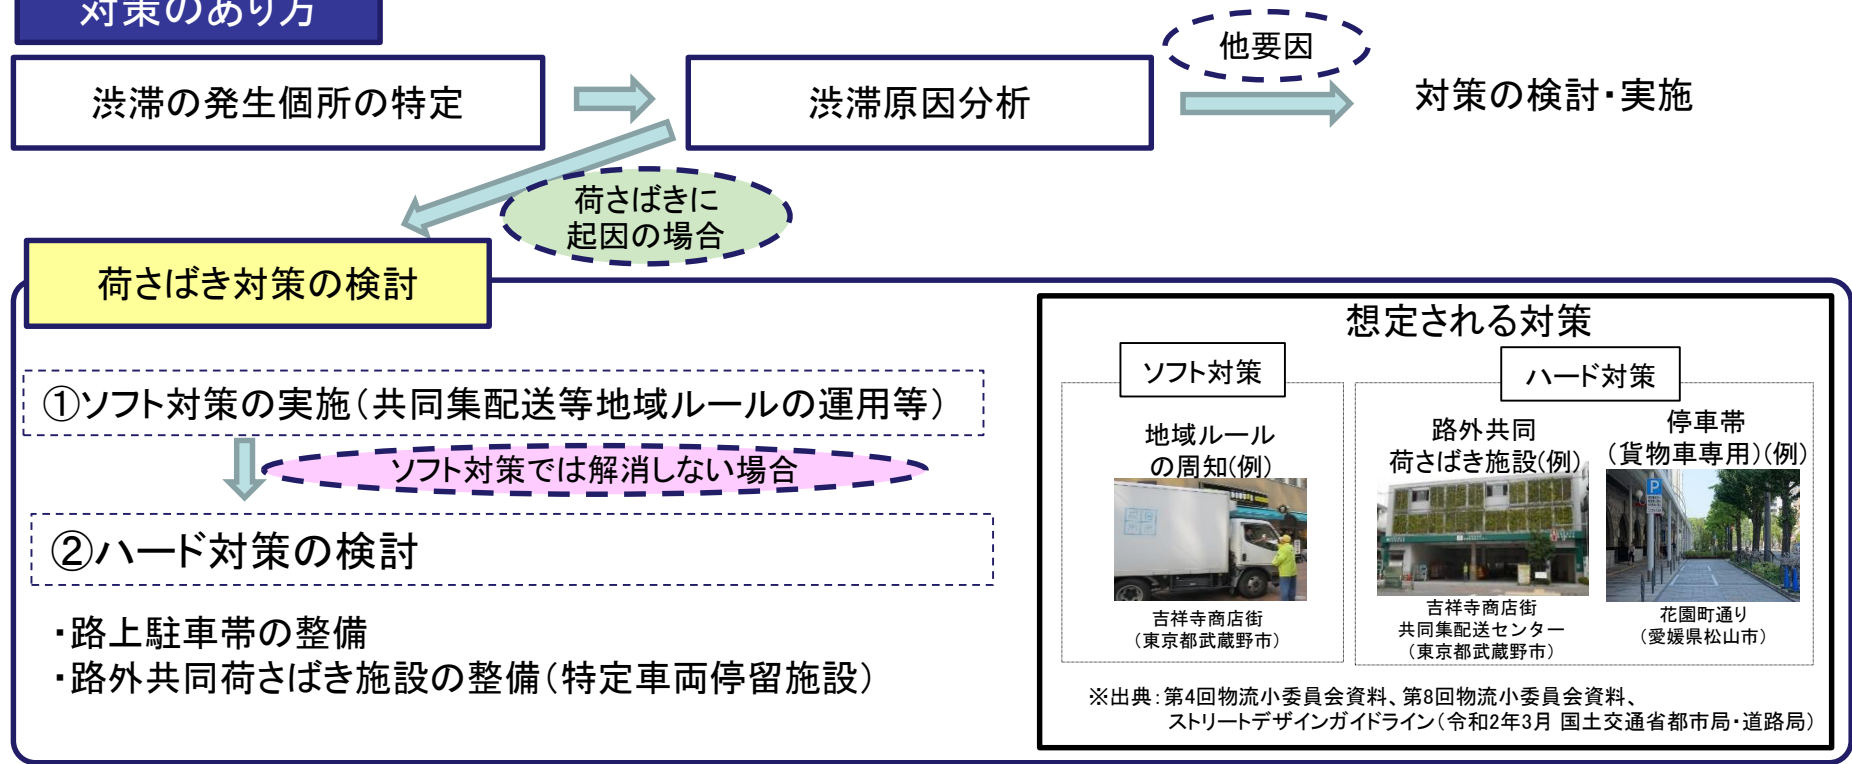 対策のあり方
渋滞の発生個所の特定
渋滞原因分析
他要因
対策の検討・実施
荷さばきに
起因の場合
荷さばき対策の検討
①ソフト対策の実施（共同集配送等地域ルールの運用等）
ソフト対策では解消しない場合
②ハード対策の検討
・路上駐車帯の整備
・路外共同荷さばき施設の整備（特定車両停留施設）
想定される対策
ソフト対策
地域ルール
の周知(例)
吉祥寺商店街
（東京都武蔵野市）
ハード対策
路外共同
荷さばき施設(例)
吉祥寺商店街
共同集配送センター
（東京都武蔵野市）
停車帯
（貨物車専用）(例)
P
花園町通り
（愛媛県松山市）
※出典：第4回物流小委員会資料、第8回物流小委員会資料、
ストリートデザインガイドライン（令和2年3月 国土交通省都市局・道路局）